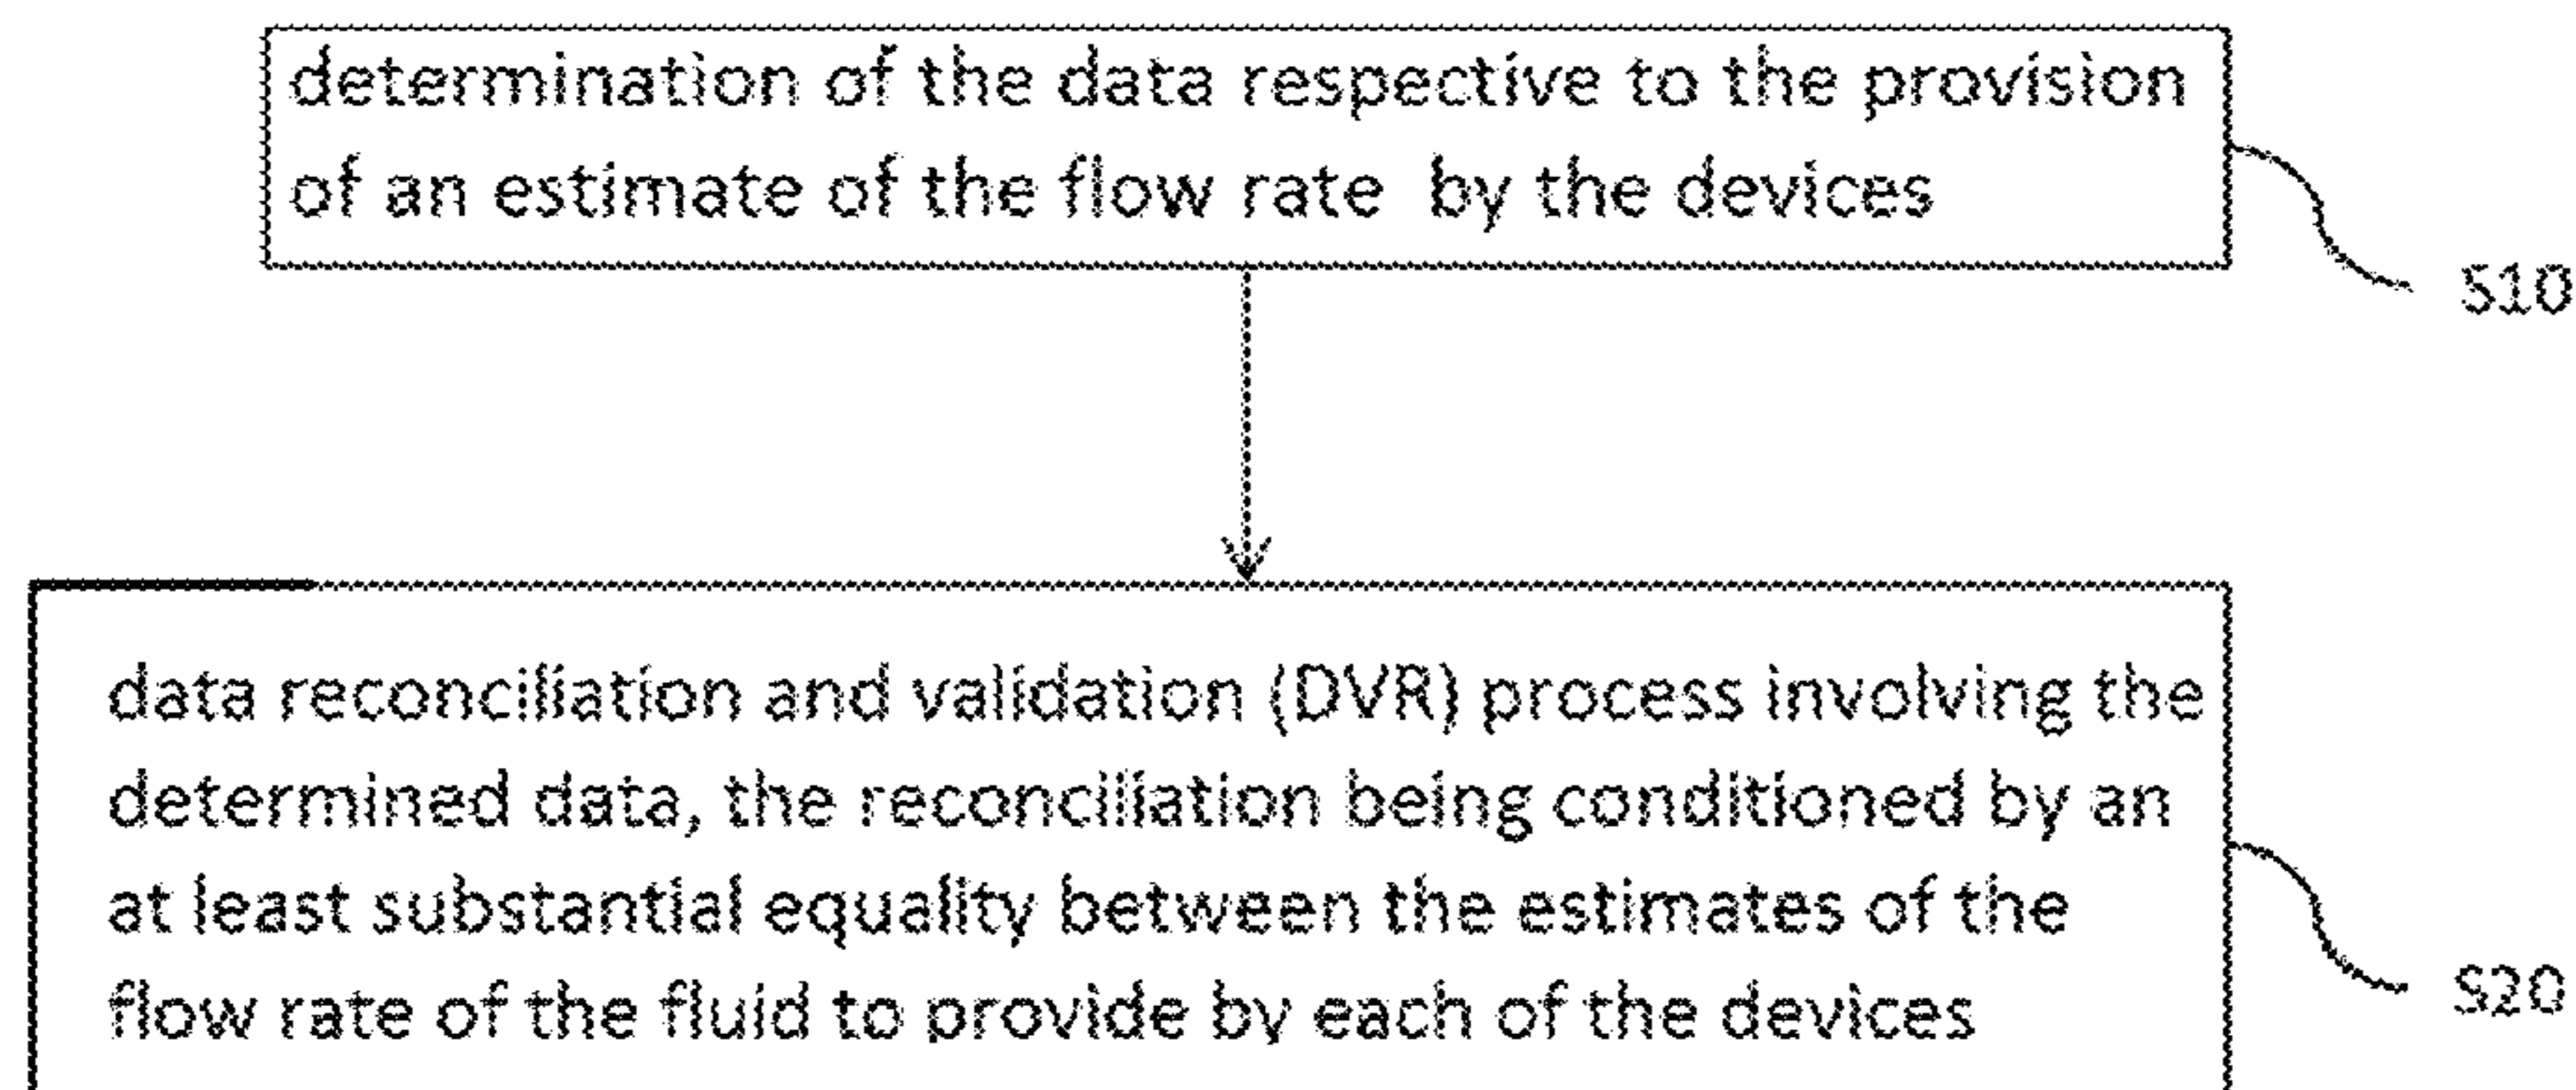 determination of the data respective to the provision
of an estimate of the flow rate by the devices
S10
data reconciliation and validation (DVR) process involving the
determined data, the reconciliation being conditioned by an
at least substantial equality between the estimates of the
flow rate of the fluid to provide by each of the devices
S20